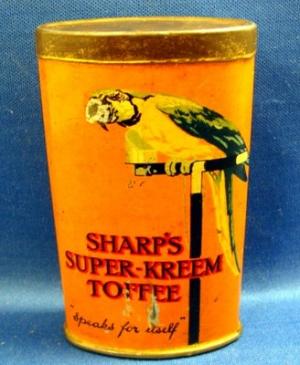 SHARP'S
SUPER-KREEM
TOFFEE
"speaks for itself"